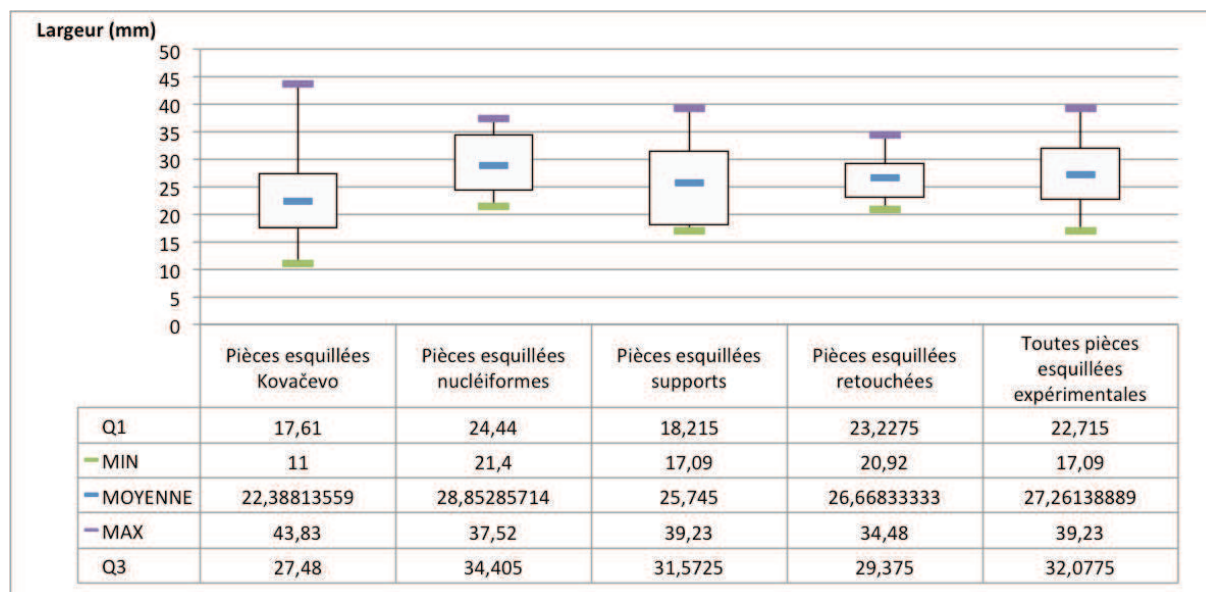 Largeur (mm)
50
45
40
35
30
25
20
15
10
5
0
Pièces esquillées Kovačevo
Pièces esquillées nucléiformes
Pièces esquillées supports
Pièces esquillées retouchées
Toutes pièces esquillées expérimentales
Q1 17,61 24,44 18,215 23,2275 22,715
MIN 11 21,4 17,09 20,92 17,09
MOYENNE 22,38813559 28,85285714 25,745 26,66833333 27,26138889
MAX 43,83 37,52 39,23 34,48 39,23
Q3 27,48 34,405 31,5725 29,375 32,0775